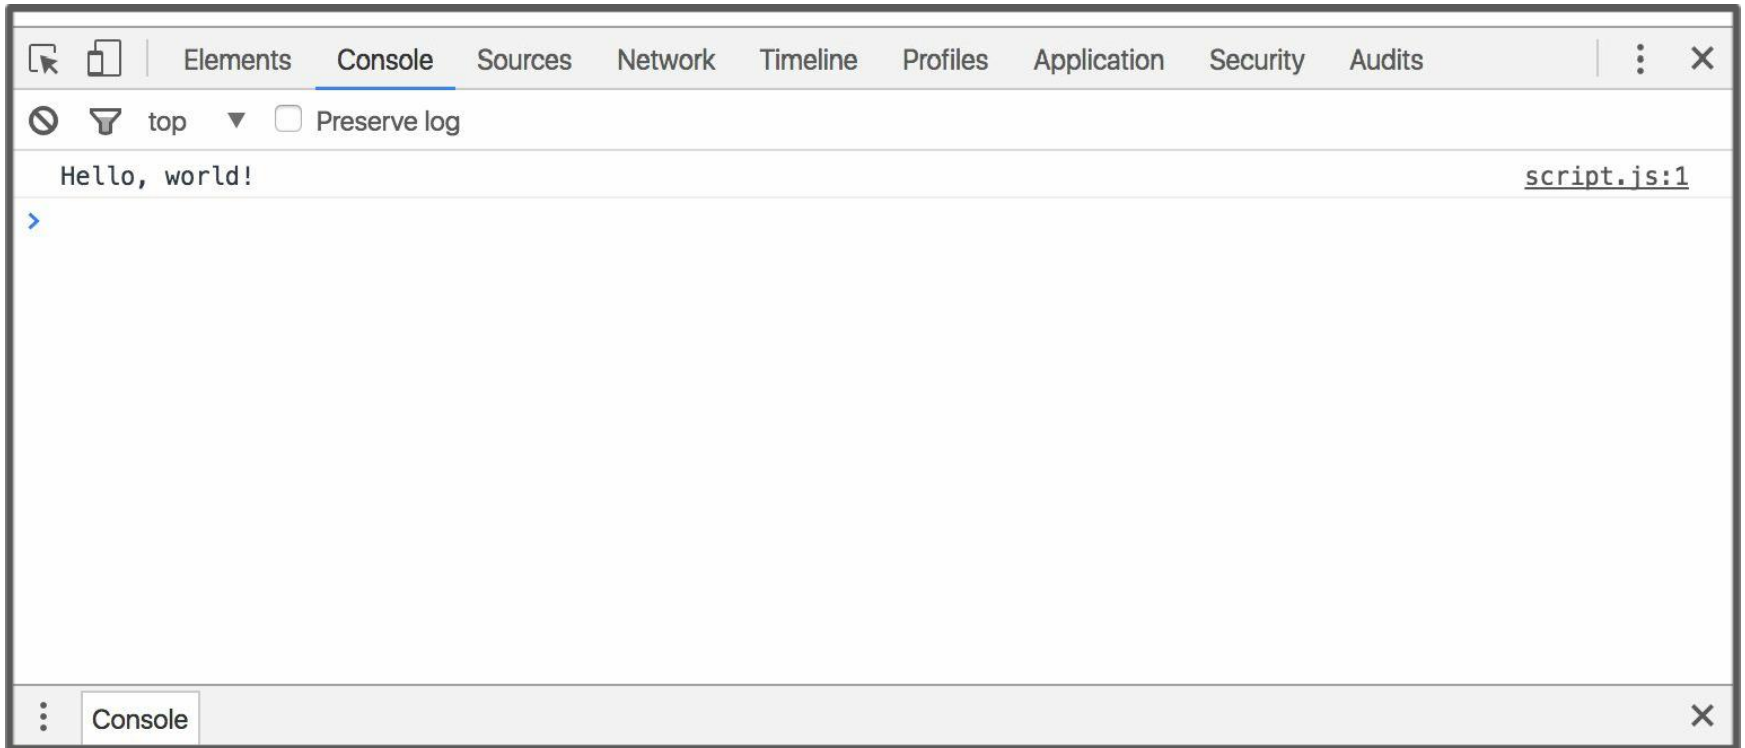 Elements Console Sources Network Timeline Profiles Application Security Audits
top Preserve log
Hello, world! script.js:1
Console